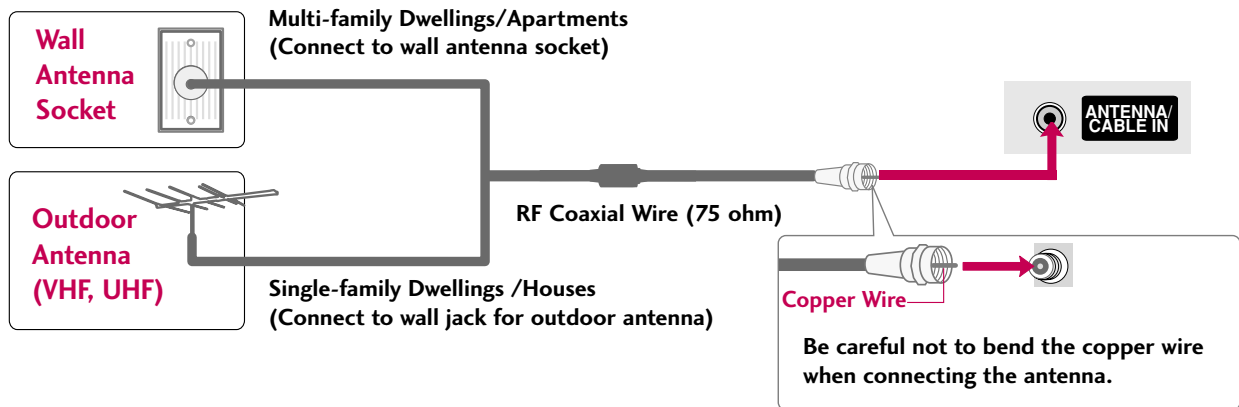 Wall
Antenna
Socket
Multi-family Dwellings/Apartments
(Connect to wall antenna socket)
ANTENNA/
CABLE IN
Outdoor
Antenna
(VHF, UHF)
RF Coaxial Wire (75 ohm)
Single-family Dwellings /Houses
(Connect to wall jack for outdoor antenna)
Copper Wire
Be careful not to bend the copper wire
when connecting the antenna.